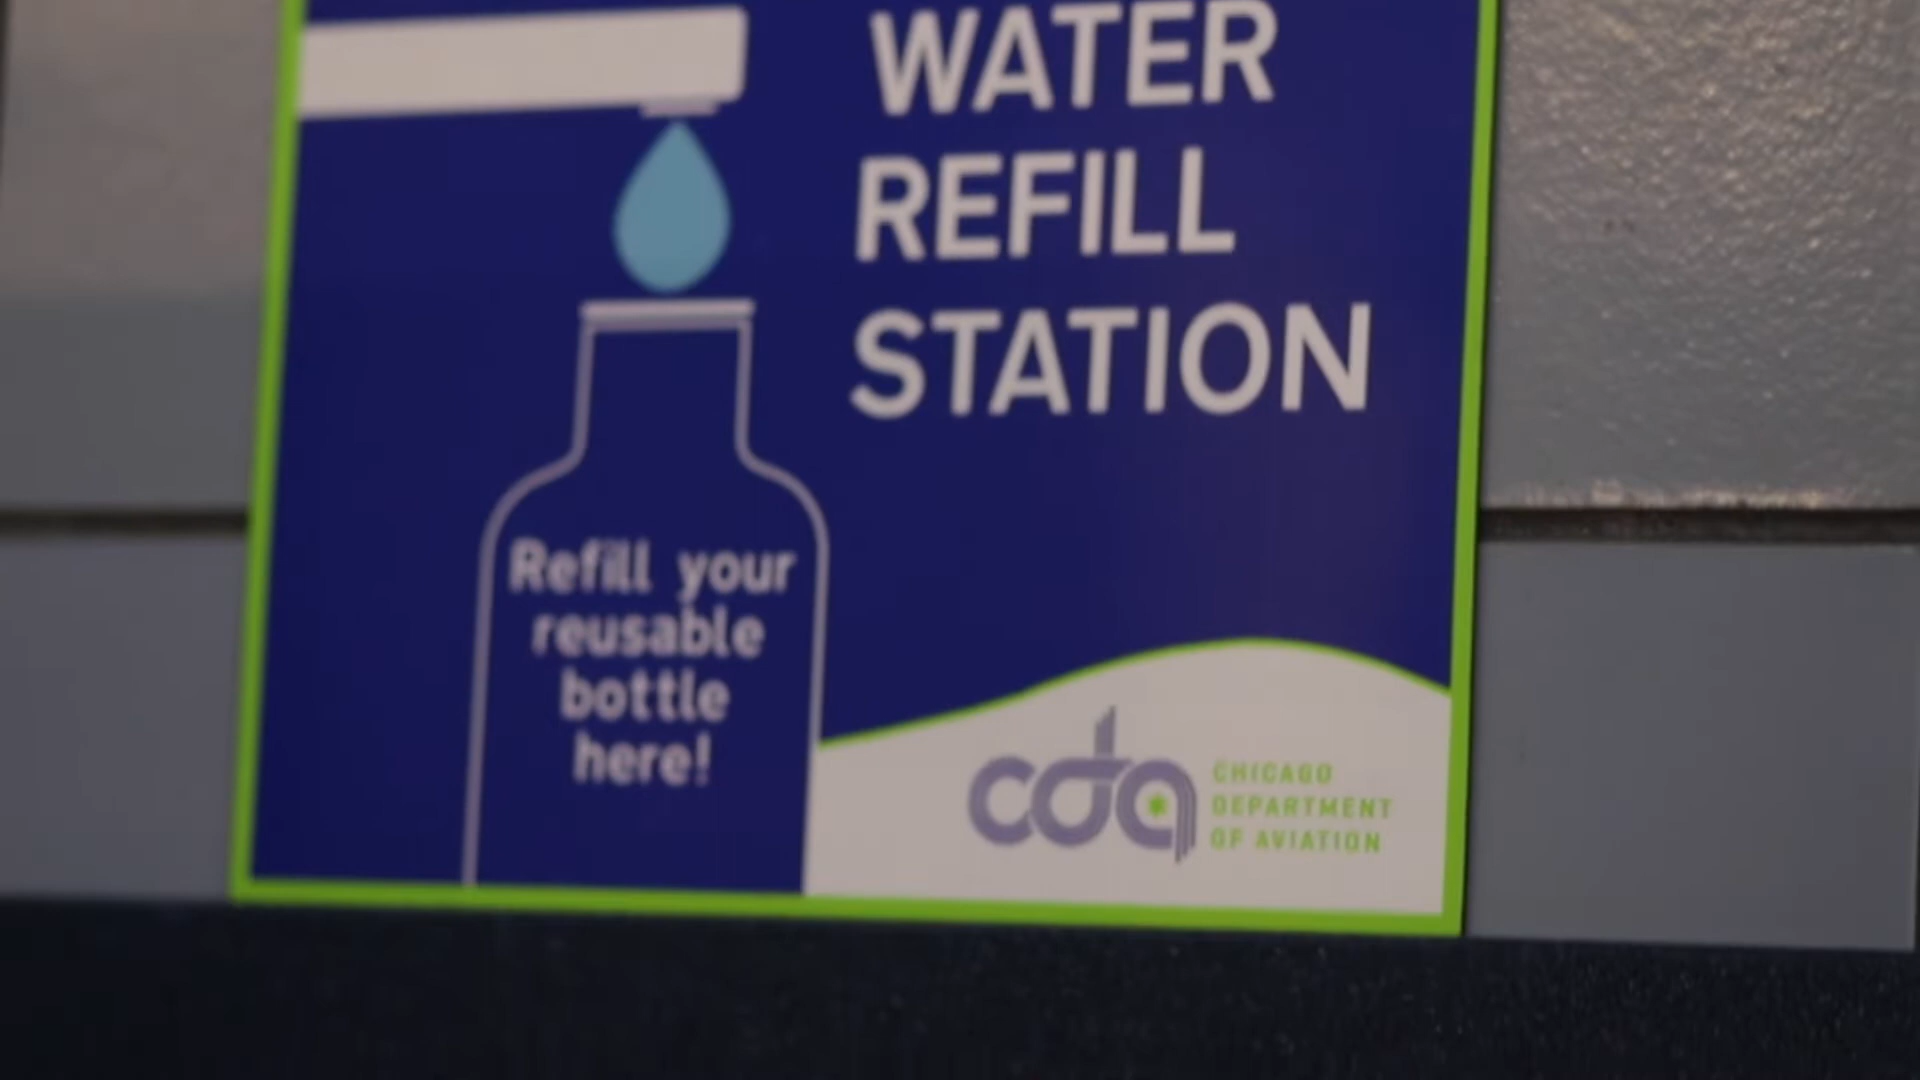 WATER
REFILL
STATION
Refill your
reusable
bottle
here!
cda
CHICAGO
DEPARTMENT
OF AVIATION